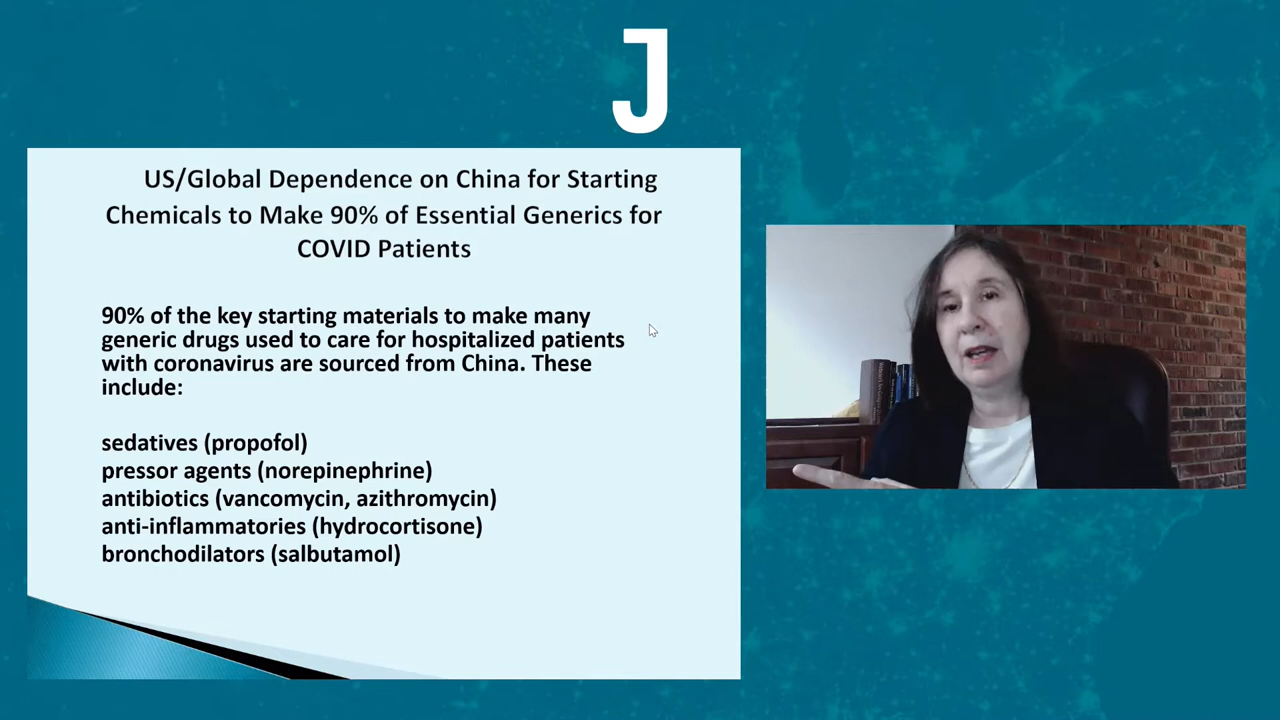 J
US/Global Dependence on China for Starting
Chemicals to Make 90% of Essential Generics for
COVID Patients
90% of the key starting materials to make many
generic drugs used to care for hospitalized patients
with coronavirus are sourced from China. These
include:
sedatives (propofol)
pressor agents (norepinephrine)
antibiotics (vancomycin, azithromycin)
anti-inflammatories (hydrocortisone)
bronchodilators (salbutamol)